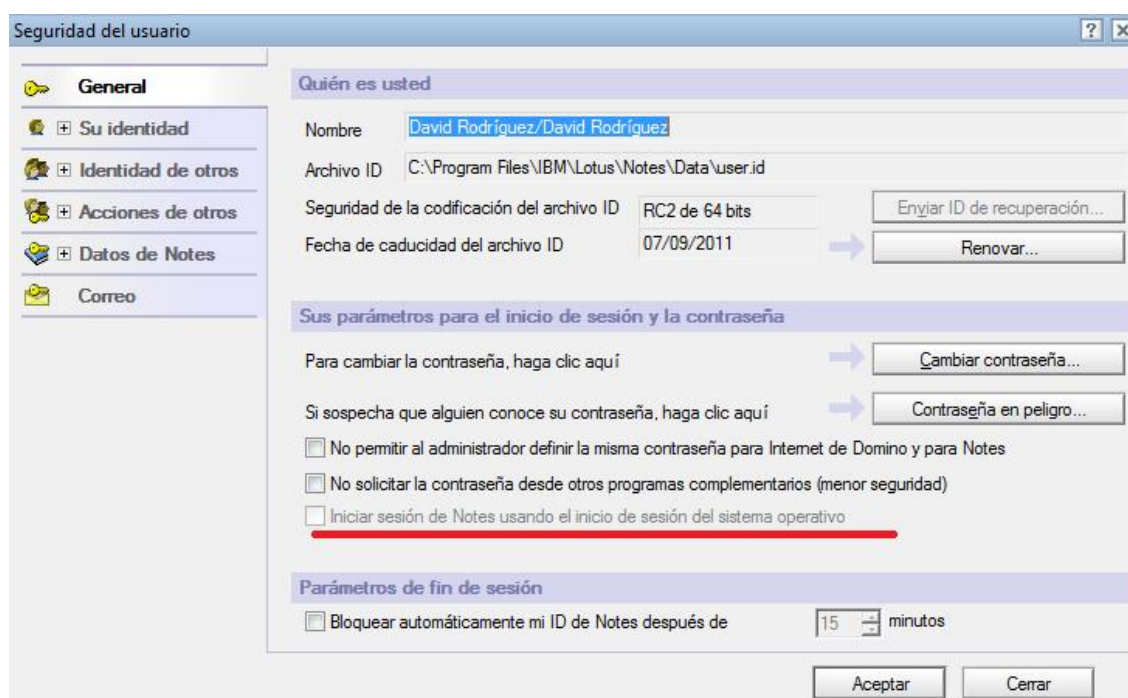 Seguridad del usuario
General
Su identidad
Identidad de otros
Acciones de otros
Datos de Notes
Correo
Quién es usted
Nombre David Rodríguez/David Rodríguez
Archivo ID C:\Program Files\IBM\Lotus\Notes\Data\user.id
Seguridad de la codificación del archivo ID RC2 de 64 bits Enviar ID de recuperación...
Fecha de caducidad del archivo ID 07/09/2011 Renovar...
Sus parámetros para el inicio de sesión y la contraseña
Para cambiar la contraseña, haga clic aquí Cambiar contraseña...
Si sospecha que alguien conoce su contraseña, haga clic aquí Contraseña en peligro...
No permitir al administrador definir la misma contraseña para Internet de Domino y para Notes
No solicitar la contraseña desde otros programas complementarios (menor seguridad)
Iniciar sesión de Notes usando el inicio de sesión del sistema operativo
Parámetros de fin de sesión
Bloquear automáticamente mi ID de Notes después de 15 minutos
Aceptar Cerrar